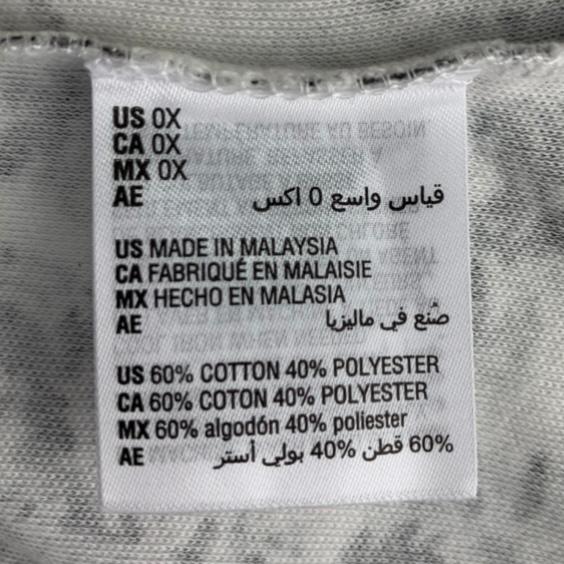 US 0X
CA 0X
MX 0X
AE قياس واسع 0 اكس
US MADE IN MALAYSIA
CA FABRIQUÉ EN MALAISIE
MX HECHO EN MALASIA
AE صُنع في ماليزيا
US 60% COTTON 40% POLYESTER
CA 60% COTON 40% POLYESTER
MX 60% algodón 40% poliester
AE 60% قطن 40% بولي أستر